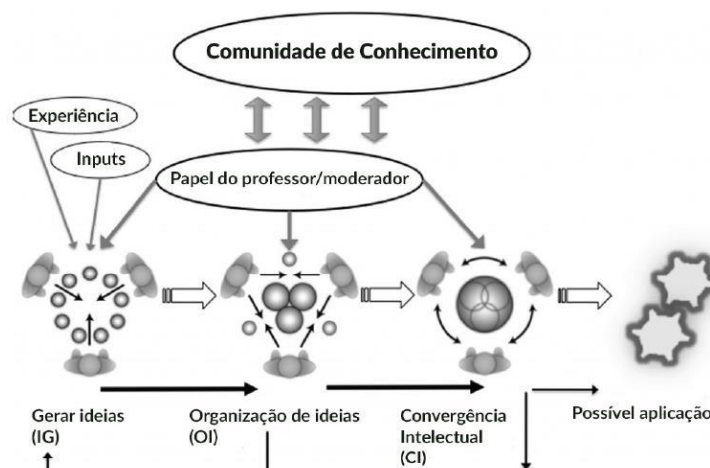 Comunidade de Conhecimento
Experiência
Inputs
Papel do professor/moderador
Gerar ideias
(IG)
Organização de ideias
(OI)
Convergência
Intelectual
(CI)
Possível aplicação